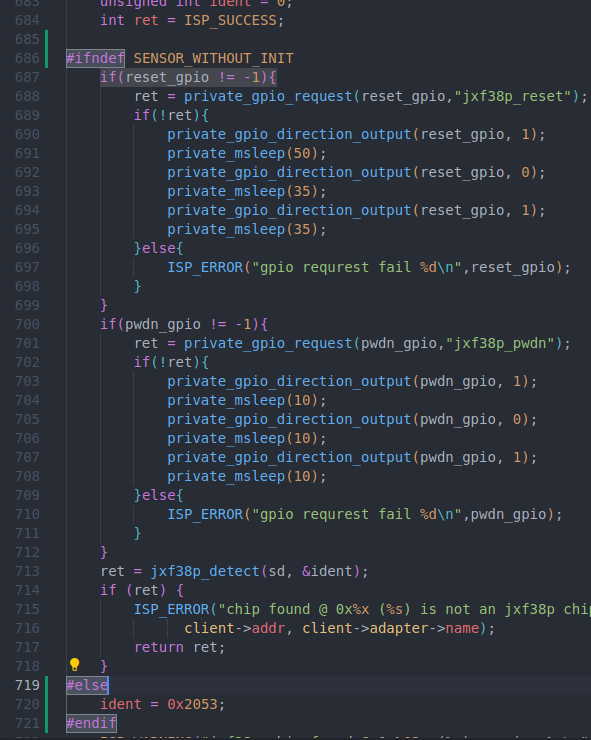 683 unsigned int ident = 0;
684 int ret = ISP_SUCCESS;
685
686 #ifndef SENSOR_WITHOUT_INIT
687 if(reset_gpio != -1){
688 ret = private_gpio_request(reset_gpio,"jxf38p_reset");
689 if(!ret){
690 private_gpio_direction_output(reset_gpio, 1);
691 private_msleep(50);
692 private_gpio_direction_output(reset_gpio, 0);
693 private_msleep(35);
694 private_gpio_direction_output(reset_gpio, 1);
695 private_msleep(35);
696 }else{
697 ISP_ERROR("gpio requrest fail %d\n",reset_gpio);
698 }
699 }
700 if(pwdn_gpio != -1){
701 ret = private_gpio_request(pwdn_gpio,"jxf38p_pwdn");
702 if(!ret){
703 private_gpio_direction_output(pwdn_gpio, 1);
704 private_msleep(10);
705 private_gpio_direction_output(pwdn_gpio, 0);
706 private_msleep(10);
707 private_gpio_direction_output(pwdn_gpio, 1);
708 private_msleep(10);
709 }else{
710 ISP_ERROR("gpio requrest fail %d\n",pwdn_gpio);
711 }
712 }
713 ret = jxf38p_detect(sd, &ident);
714 if (ret) {
715 ISP_ERROR("chip found @ 0x%x (%s) is not an jxf38p chip
716 client->addr, client->adapter->name);
717 return ret;
718 }
719 #else
720 ident = 0x2053;
721 #endif